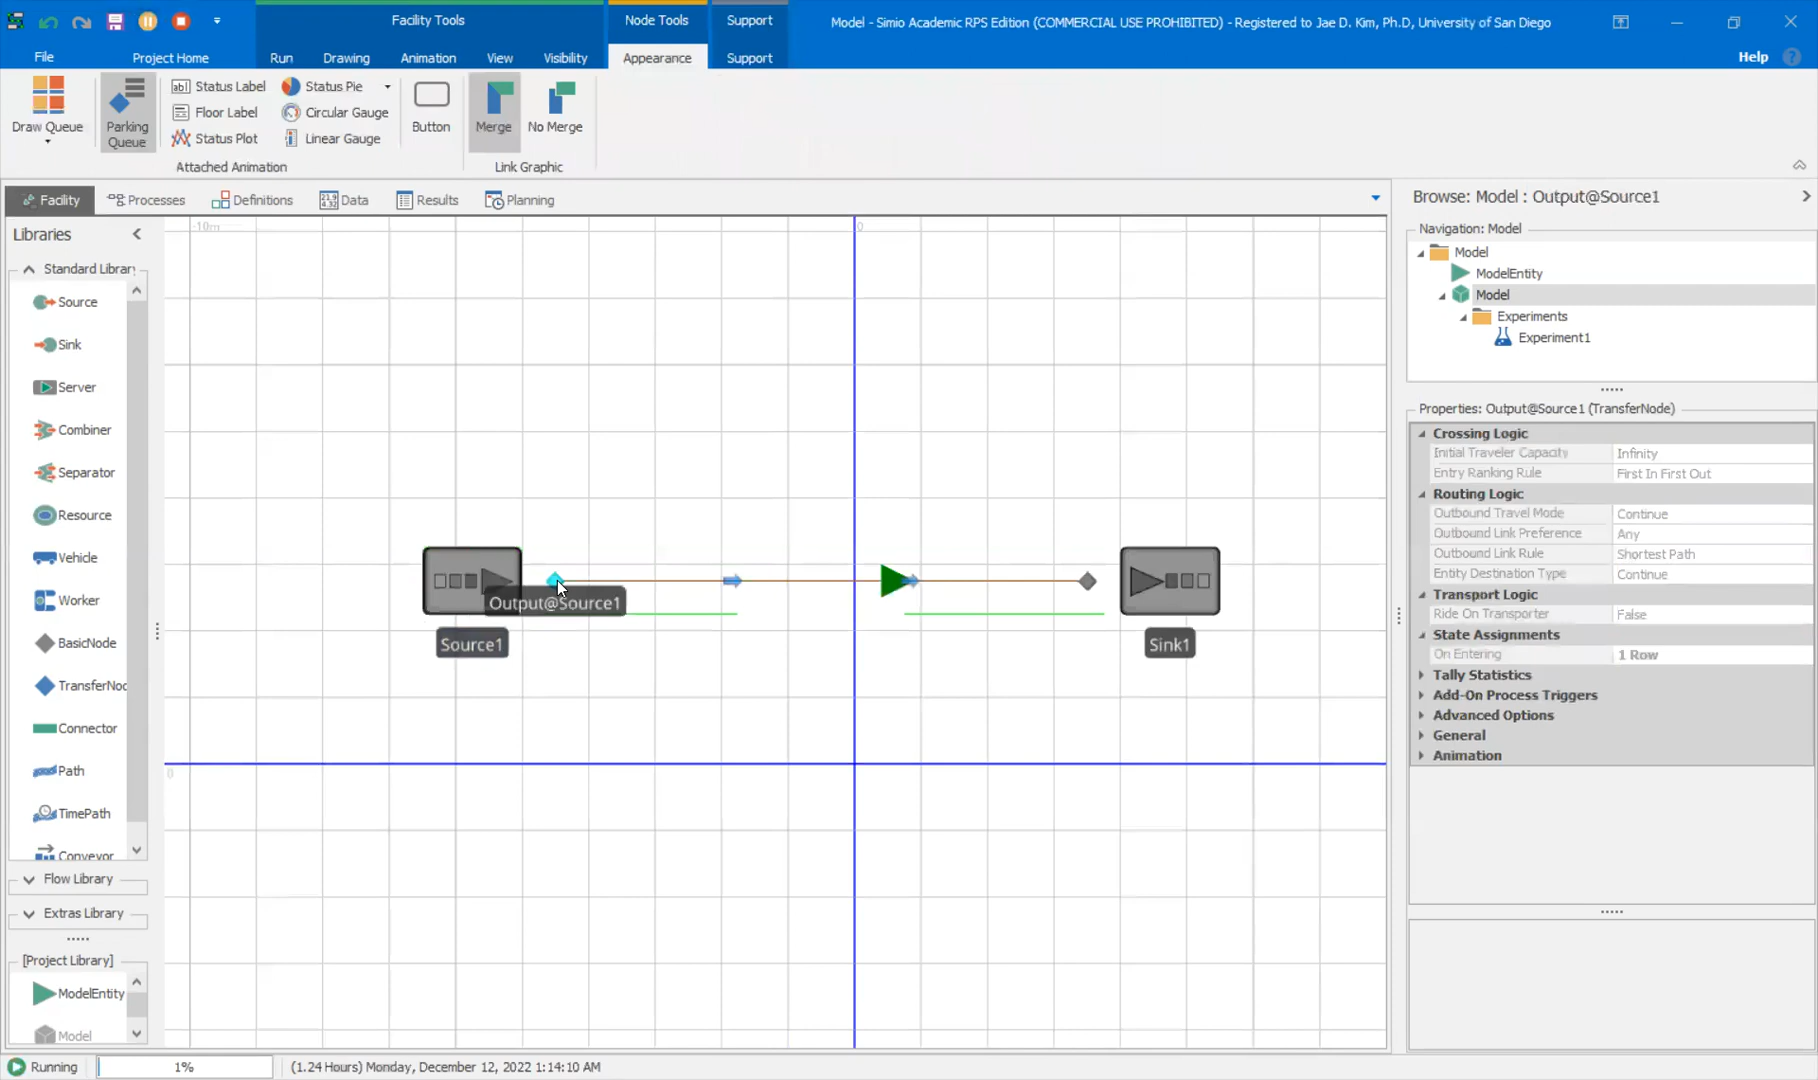 Facility Tools
Node Tools
Support
Model - Simio Academic RPS Edition (COMMERCIAL USE PROHIBITED) - Registered to Jae D. Kim, Ph.D, University of San Diego
File
Project Home
Run
Drawing
Animation
View
Visibility
Appearance
Support
Help
Draw Queue
Parking Queue
abl Status Label
Floor Label
Status Plot
Status Pie
Circular Gauge
Linear Gauge
Button
Merge
No Merge
Attached Animation
Link Graphic
Facility
Processes
Definitions
Data
Results
Planning
Browse: Model : Output@Source1
Libraries
Standard Library
Source
Sink
Server
Combiner
Separator
Resource
Vehicle
Worker
BasicNode
TransferNod
Connector
Path
TimePath
Conveyor
Flow Library
Extras Library
[Project Library]
ModelEntity
Model
-10m
0
Output@Source1
Source1
Sink1
0
Navigation: Model
Model
ModelEntity
Model
Experiments
Experiment1
Properties: Output@Source1 (TransferNode)
Crossing Logic
Initial Traveler Capacity Infinity
Entry Ranking Rule First In First Out
Routing Logic
Outbound Travel Mode Continue
Outbound Link Preference Any
Outbound Link Rule Shortest Path
Entity Destination Type Continue
Transport Logic
Ride On Transporter False
State Assignments
On Entering 1 Row
Tally Statistics
Add-On Process Triggers
Advanced Options
General
Animation
Running
1%
(1.24 Hours) Monday, December 12, 2022 1:14:10 AM